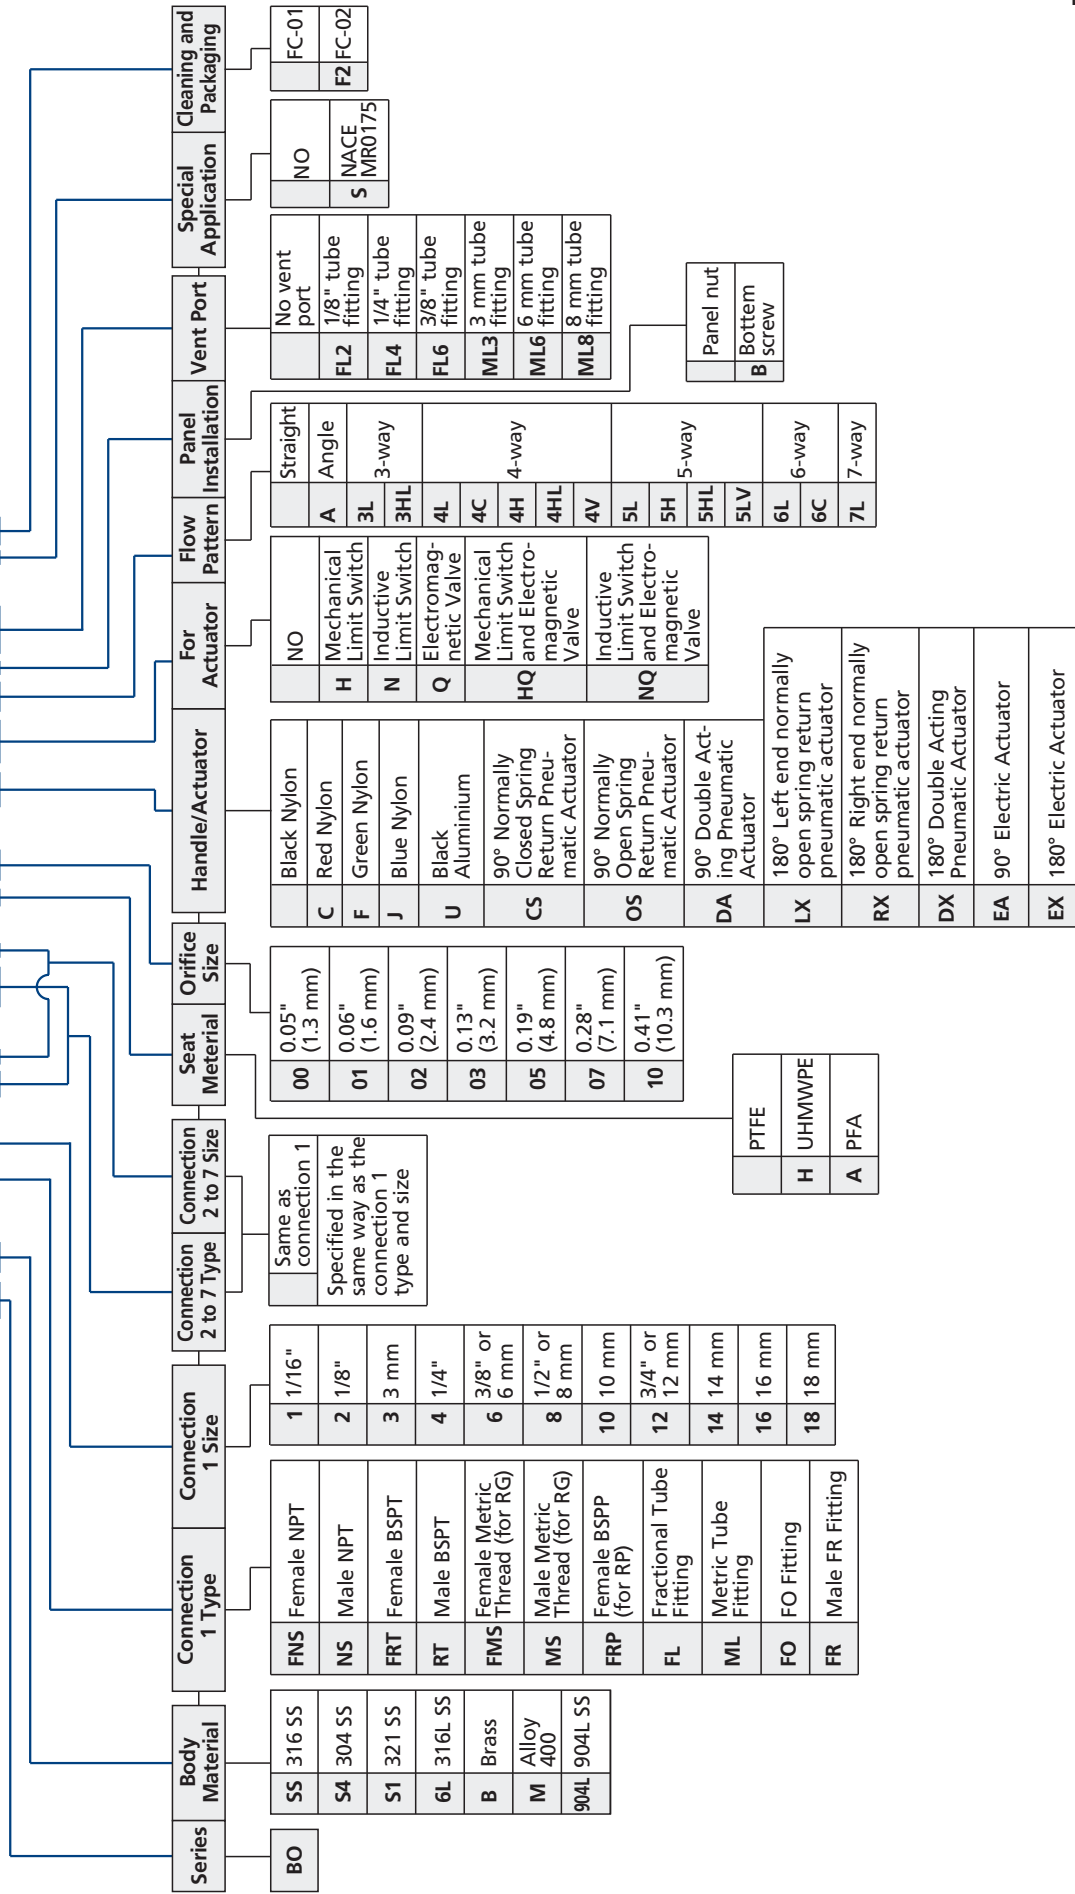 Series
BO
Body
Material
SS 316 SS
S4 304 SS
S1 321 SS
6L 316L SS
B Brass
M Alloy
400
904L 904L SS
Connection
1 Type
FNS Female NPT
NS Male NPT
FRT Female BSPT
RT Male BSPT
FMS Female Metric
Thread (for RG)
MS Male Metric
Thread (for RG)
FRP Female BSPP
(for RP)
FL Fractional Tube
Fitting
ML Metric Tube
Fitting
FO FO Fitting
FR Male FR Fitting
Connection
1 Size
1 1/16"
2 1/8"
3 3 mm
4 1/4"
6 3/8" or
6 mm
8 1/2" or
8 mm
10 10 mm
12 3/4" or
12 mm
14 14 mm
16 16 mm
18 18 mm
Connection
2 to 7 Type
Connection
2 to 7 Size
Same as
connection 1
Specified in the
same way as the
connection 1
type and size
Seat
Meterial
PTFE
H UHMWPE
A PFA
Orifice
Size
00 0.05"
(1.3 mm)
01 0.06"
(1.6 mm)
02 0.09"
(2.4 mm)
03 0.13"
(3.2 mm)
05 0.19"
(4.8 mm)
07 0.28"
(7.1 mm)
10 0.41"
(10.3 mm)
Handle/Actuator
Black Nylon
C Red Nylon
F Green Nylon
J Blue Nylon
U Black
Aluminium
CS 90° Normally
Closed Spring
Return Pneu-
matic Actuator
OS 90° Normally
Open Spring
Return Pneu-
matic Actuator
DA 90° Double Act-
ing Pneumatic
Actuator
LX 180° Left end normally
open spring return
pneumatic actuator
RX 180° Right end normally
open spring return
pneumatic actuator
DX 180° Double Acting
Pneumatic Actuator
EA 90° Electric Actuator
EX 180° Electric Actuator
For
Actuator
NO
H Mechanical
Limit Switch
N Inductive
Limit Switch
Q Electromag-
netic Valve
HQ Mechanical
Limit Switch
and Electro-
magnetic
Valve
NQ Inductive
Limit Switch
and Electro-
magnetic
Valve
Flow
Pattern
Straight
A Angle
3L
3HL
3-way
4L
4C
4H
4HL
4V
4-way
5L
5H
5HL
5LV
5-way
6L
6C
6-way
7L 7-way
Panel
Installation
Panel nut
B Bottem
screw
Vent Port
No vent
port
FL2 1/8" tube
fitting
FL4 1/4" tube
fitting
FL6 3/8" tube
fitting
ML3 3 mm tube
fitting
ML6 6 mm tube
fitting
ML8 8 mm tube
fitting
Special
Application
NO
S NACE
MR0175
Cleaning and
Packaging
FC-01
F2 FC-02